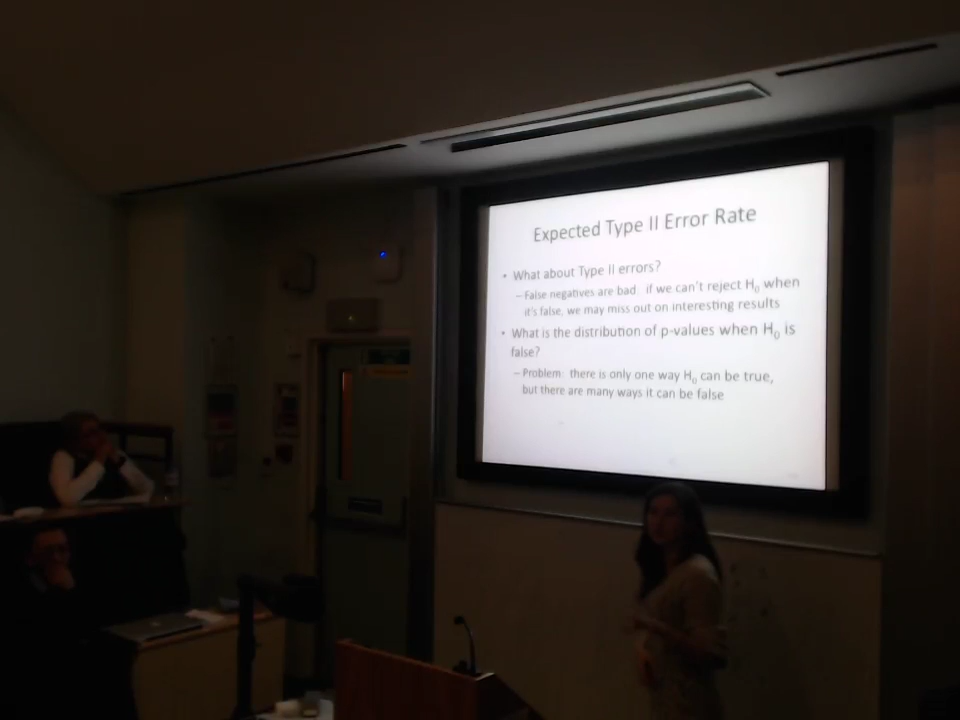 Expected Type II Error Rate
• What about Type II errors?
– False negatives are bad: if we can't reject H₀ when
it's false, we may miss out on interesting results
• What is the distribution of p-values when H₀ is
false?
– Problem: there is only one way H₀ can be true,
but there are many ways it can be false